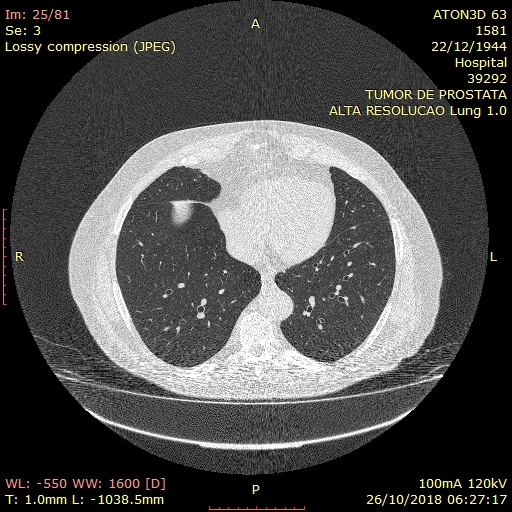 Im: 25/81
Se: 3
Lossy compression (JPEG)
A
ATON3D 63
1581
22/12/1944
Hospital
39292
TUMOR DE PROSTATA
ALTA RESOLUCAO Lung 1.0
R
L
WL: -550 WW: 1600 [D]
T: 1.0mm L: -1038.5mm
P
100mA 120kV
26/10/2018 06:27:17